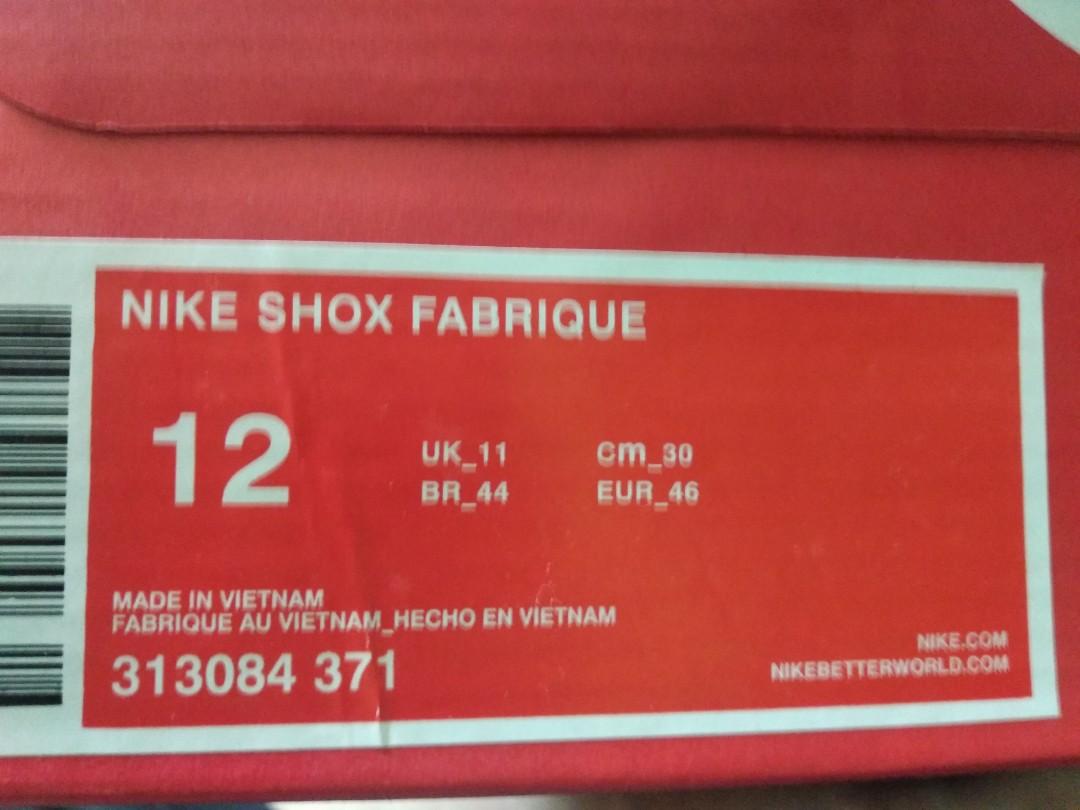 NIKE SHOX FABRIQUE
12
UK_11 cm_30
BR_44 EUR_46
MADE IN VIETNAM
FABRIQUE AU VIETNAM_HECHO EN VIETNAM
313084 371
NIKE.COM
NIKEBETTERWORLD.COM